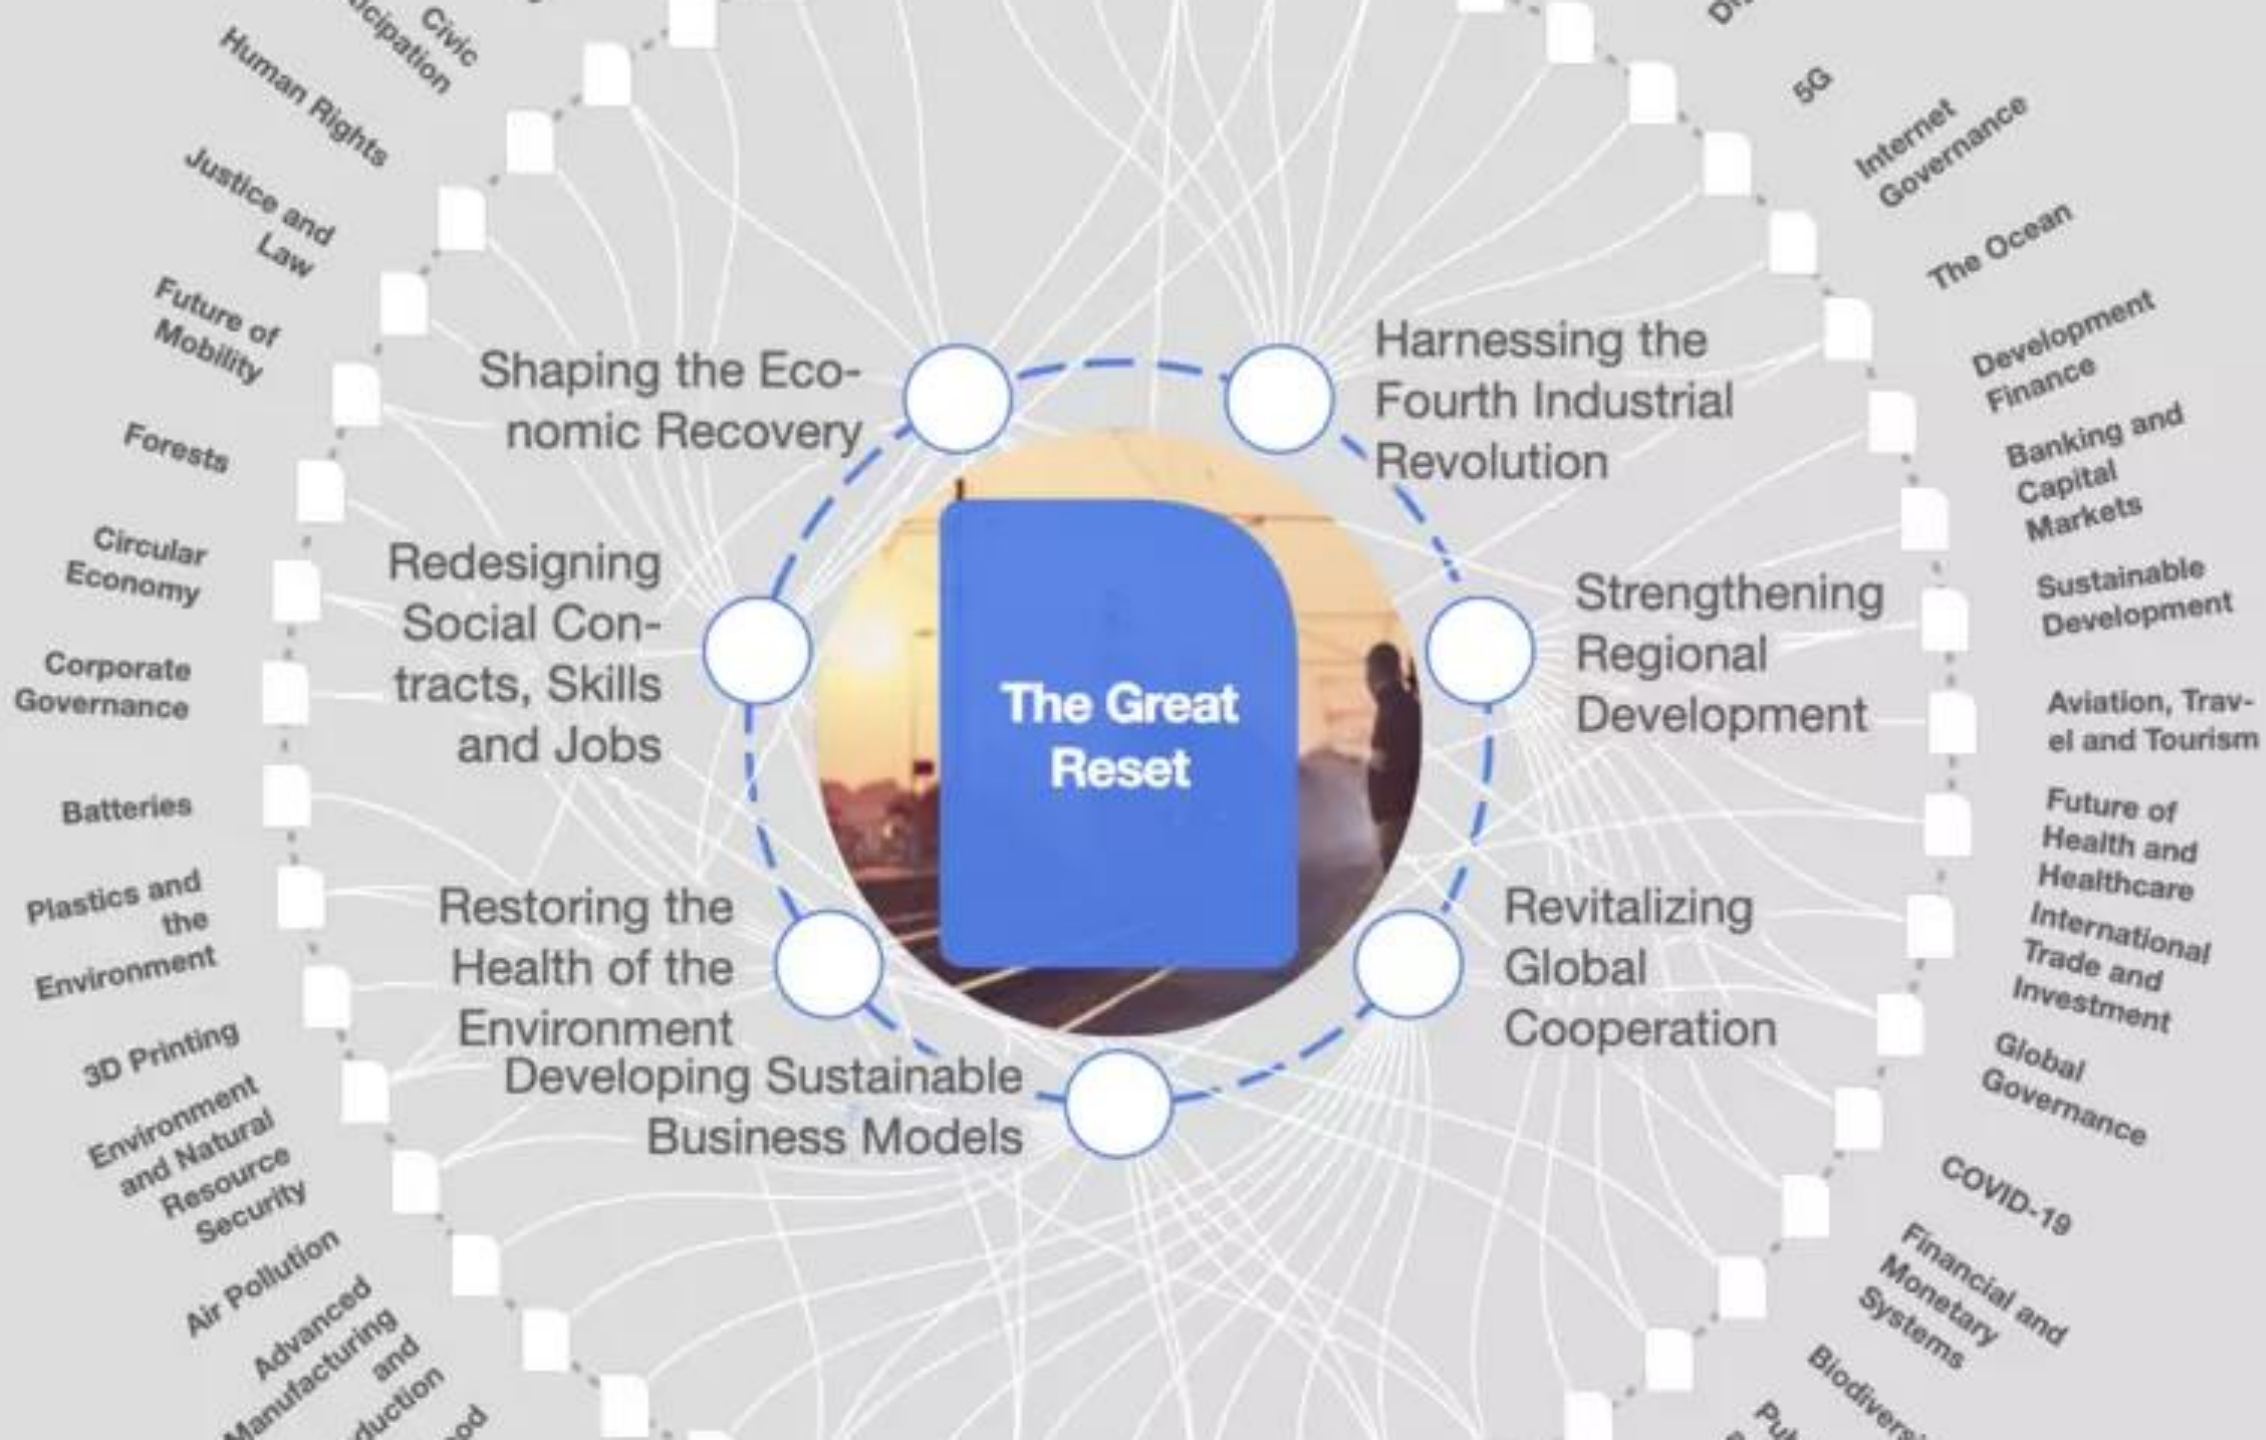 Civic
Human Rights
Justice and
Law
Future of
Mobility
Forests
Circular
Economy
Corporate
Governance
Batteries
Plastics and
the
Environment
3D Printing
Environment
and Natural
Resource
Security
Air Pollution
Advanced
Manufacturing
and
Shaping the Eco-
nomic Recovery
Redesigning
Social Con-
tracts, Skills
and Jobs
Restoring the
Health of the
Environment
Developing Sustainable
Business Models
The Great
Reset
Harnessing the
Fourth Industrial
Revolution
Strengthening
Regional
Development
Revitalizing
Global
Cooperation
5G
Internet
Governance
The Ocean
Development
Finance
Banking and
Capital
Markets
Sustainable
Development
Aviation, Trav-
el and Tourism
Future of
Health and
Healthcare
International
Trade and
Investment
Global
Governance
COVID-19
Financial and
Monetary
Systems